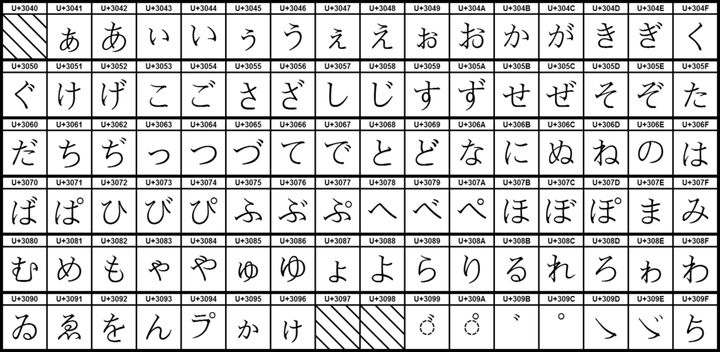 U+3040 U+3041 U+3042 U+3043 U+3044 U+3045 U+3046 U+3047 U+3048 U+3049 U+304A U+304B U+304C U+304D U+304E U+304F
ぁ あ ぃ い ぅ う ぇ え ぉ お か が き ぎ く
U+3050 U+3051 U+3052 U+3053 U+3054 U+3055 U+3056 U+3057 U+3058 U+3059 U+305A U+305B U+305C U+305D U+305E U+305F
ぐ け げ こ ご さ ざ し じ す ず せ ぜ そ ぞ た
U+3060 U+3061 U+3062 U+3063 U+3064 U+3065 U+3066 U+3067 U+3068 U+3069 U+306A U+306B U+306C U+306D U+306E U+306F
だ ち ぢ っ つ づ て で と ど な に ぬ ね の は
U+3070 U+3071 U+3072 U+3073 U+3074 U+3075 U+3076 U+3077 U+3078 U+3079 U+307A U+307B U+307C U+307D U+307E U+307F
ば ぱ ひ び ぴ ふ ぶ ぷ へ べ ぺ ほ ぼ ぽ ま み
U+3080 U+3081 U+3082 U+3083 U+3084 U+3085 U+3086 U+3087 U+3088 U+3089 U+308A U+308B U+308C U+308D U+308E U+308F
む め も ゃ や ゅ ゆ ょ よ ら り る れ ろ ゎ わ
U+3090 U+3091 U+3092 U+3093 U+3094 U+3095 U+3096 U+3097 U+3098 U+3099 U+309A U+309B U+309C U+309D U+309E U+309F
ゐ ゑ を ん ゔ ゕ ゖ ◌゙ ◌゚ ゛ ゜ ゝ ゞ ゟ